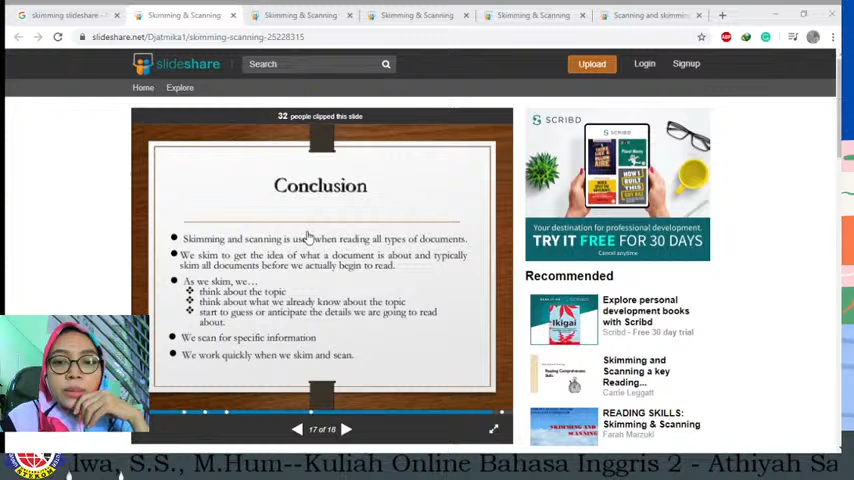 skimming slideshare -
Skimming & Scanning
Skimming & Scanning
Skimming & Scanning
Skimming & Scanning
Scanning and skimming
slideshare.net/Djatmika1/skimming-scanning-25228315
slideshare
Search
Upload
Login
Signup
Home
Explore
32 people clipped this slide
Conclusion
Skimming and scanning is used when reading all types of documents.
We skim to get the idea of what a document is about and typically
skim all documents before we actually begin to read.
As we skim, we…
think about the topic
think about what we already know about the topic
start to guess or anticipate the details we are going to read
about.
We scan for specific information
We work quickly when we skim and scan.
17 of 18
SCRIBD
HOW I
BUILT
THIS
Your destination for professional development.
TRY IT FREE FOR 30 DAYS
Cancel anytime
Recommended
Ikigai
Explore personal
development books
with Scribd
Scribd - Free 30 day trial
Skimming and
Scanning a key
Reading...
Carrie Leggatt
READING SKILLS:
Skimming & Scanning
Farah Marzuki
lwa, S.S., M.Hum--Kuliah Online Bahasa Inggris 2 - Athiyah Sa